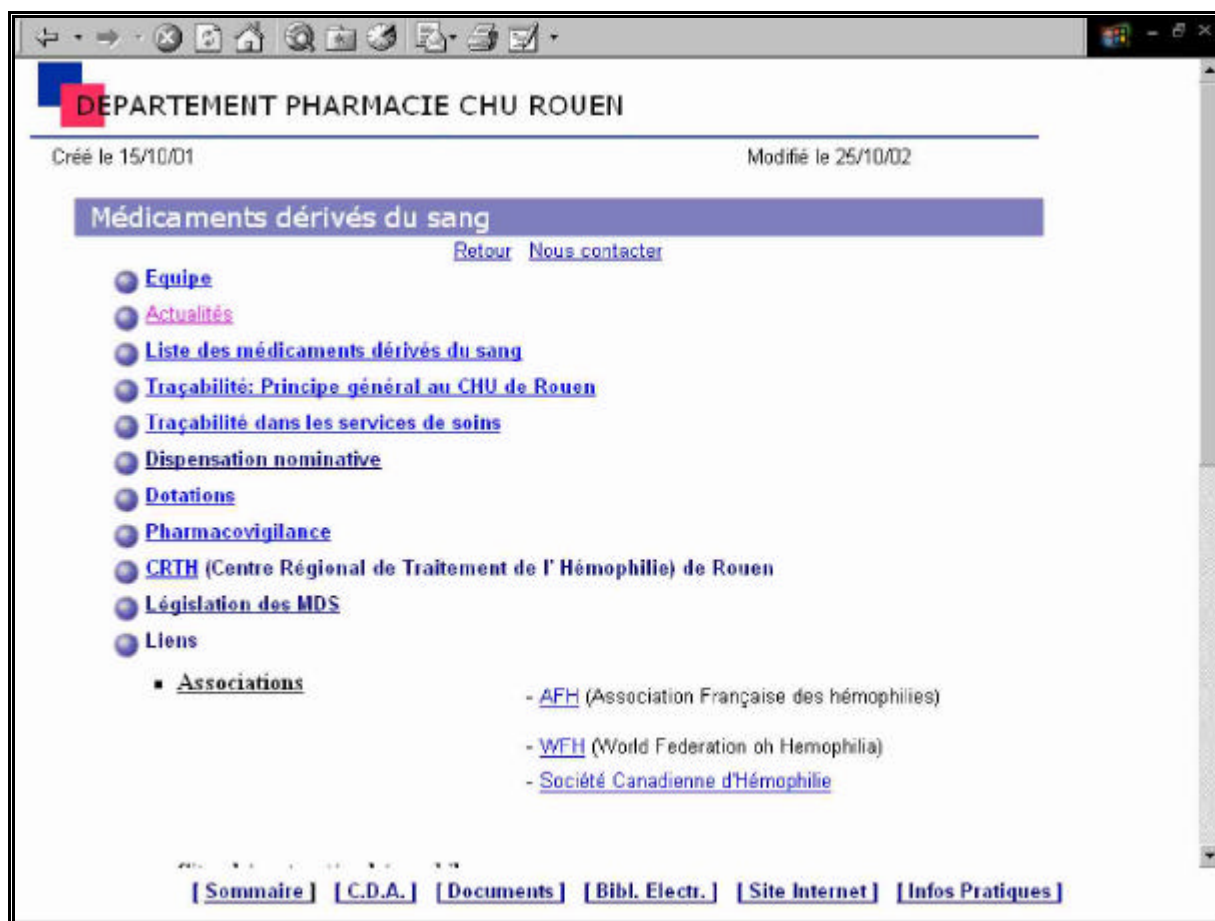 DEPARTEMENT PHARMACIE CHU ROUEN
Créé le 15/10/01 Modifié le 25/10/02
Médicaments dérivés du sang
Retour Nous contacter
Equipe
Actualités
Liste des médicaments dérivés du sang
Traçabilité: Principe général au CHU de Rouen
Traçabilité dans les services de soins
Dispensation nominative
Dotations
Pharmacovigilance
CRTH (Centre Régional de Traitement de l' Hémophilie) de Rouen
Législation des MDS
Liens
Associations
- AFH (Association Française des hémophilies)
- WFH (World Federation oh Hemophilia)
- Société Canadienne d'Hémophilie
[ Sommaire ] [ C.D.A. ] [ Documents ] [ Bibl. Electr. ] [ Site Internet ] [ Infos Pratiques ]